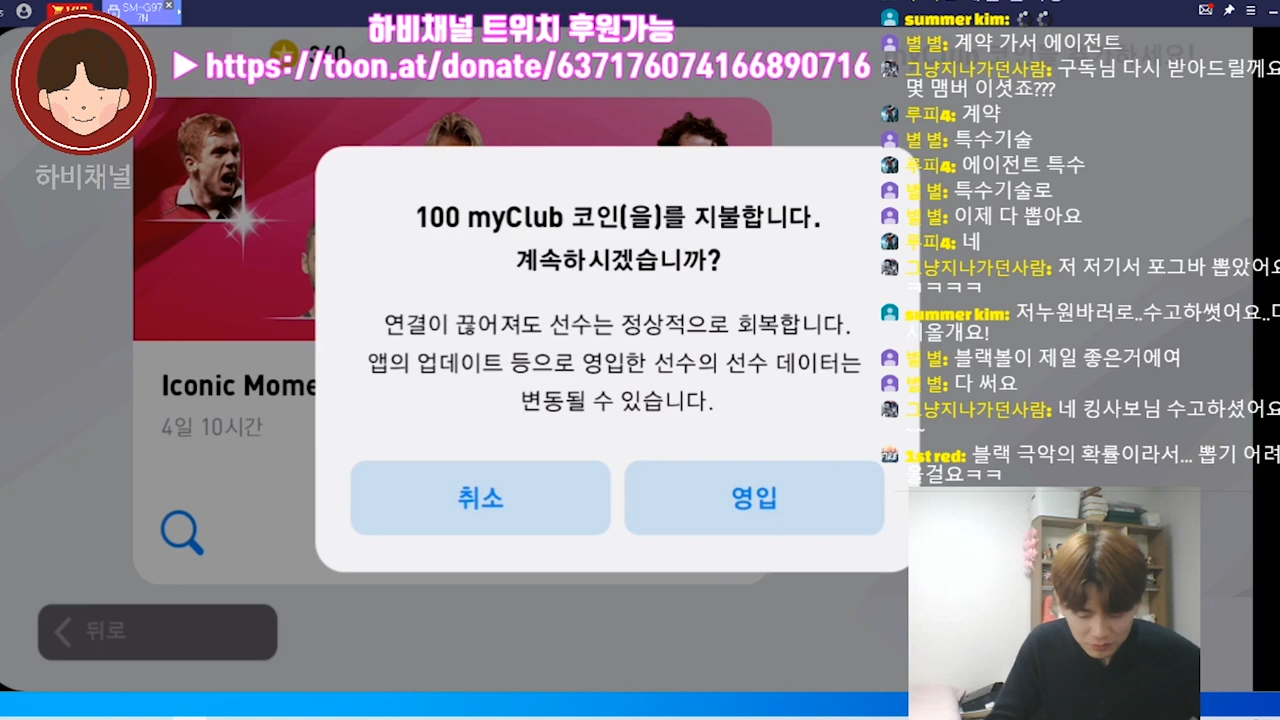 SM-G97
7N
360
하비채널 트위치 후원가능
▶ https://toon.at/donate/637176074166890716
하비채널
100 myClub 코인(을)를 지불합니다.
계속하시겠습니까?
연결이 끊어져도 선수는 정상적으로 회복합니다.
앱의 업데이트 등으로 영입한 선수의 선수 데이터는
변동될 수 있습니다.
취소
영입
Iconic Mome
4일 10시간
뒤로
summer kim:
별 별: 계약 가서 에이전트
그냥지나가던사람: 구독님 다시 받아드릴께요
몇 맴버 이셧죠???
루피4: 계약
별 별: 특수기술
루피4: 에이전트 특수
별 별: 특수기술로
별 별: 이제 다 뽑아요
루피4: 네
그냥지나가던사람: 저 저기서 포그바 뽑았어요
ㅋㅋㅋㅋ
summer kim: 저누원바러로..수고하쪗어요..
시올개요!
별 별: 블랙볼이 제일 좋은거에여
별 별: 다 써요
그냥지나가던사람: 네 킹사보님 수고하셨어요
~~
1st red: 블랙 극악의 확률이라서... 뽑기 어려
울걸요ㅋㅋ